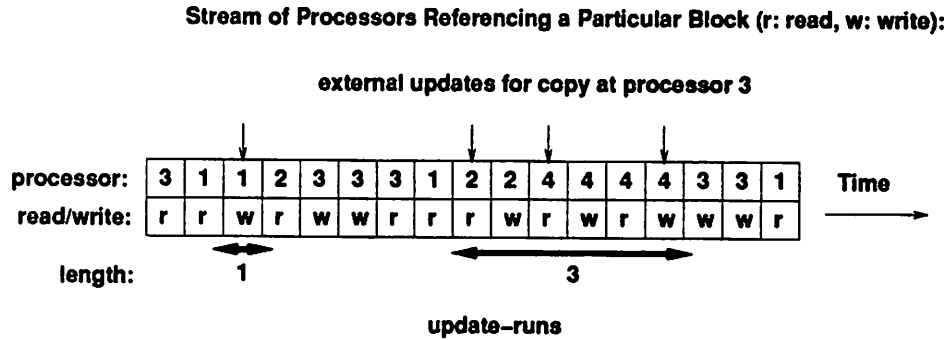 Stream of Processors Referencing a Particular Block (r: read, w: write):
external updates for copy at processor 3
processor: 3 1 1 2 3 3 3 1 2 2 4 4 4 4 3 3 1 Time
read/write: r r w r w w r r r w r w r w w w r
length: 1 3
update-runs